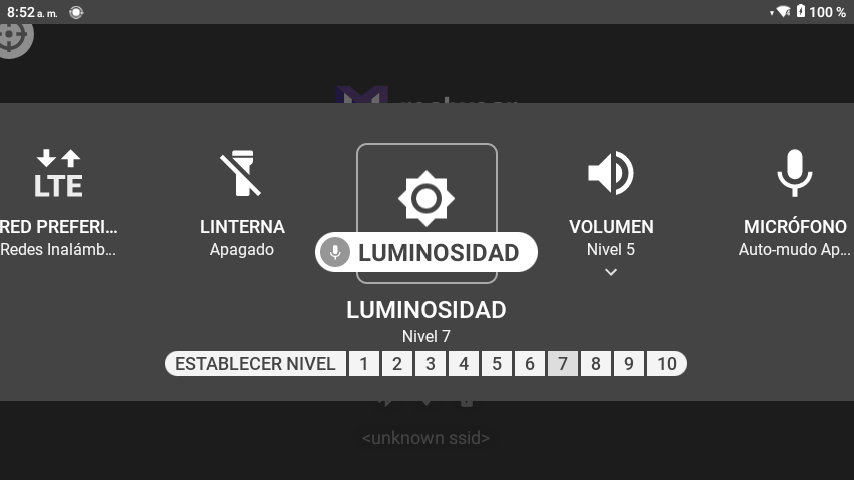 8:52 a. m.
100 %
LTE
RED PREFERI...
Redes Inalámb...
LINTERNA
Apagado
LUMINOSIDAD
VOLUMEN
Nivel 5
MICRÓFONO
Auto-mudo Ap...
LUMINOSIDAD
Nivel 7
ESTABLECER NIVEL 1 2 3 4 5 6 7 8 9 10
<unknown ssid>